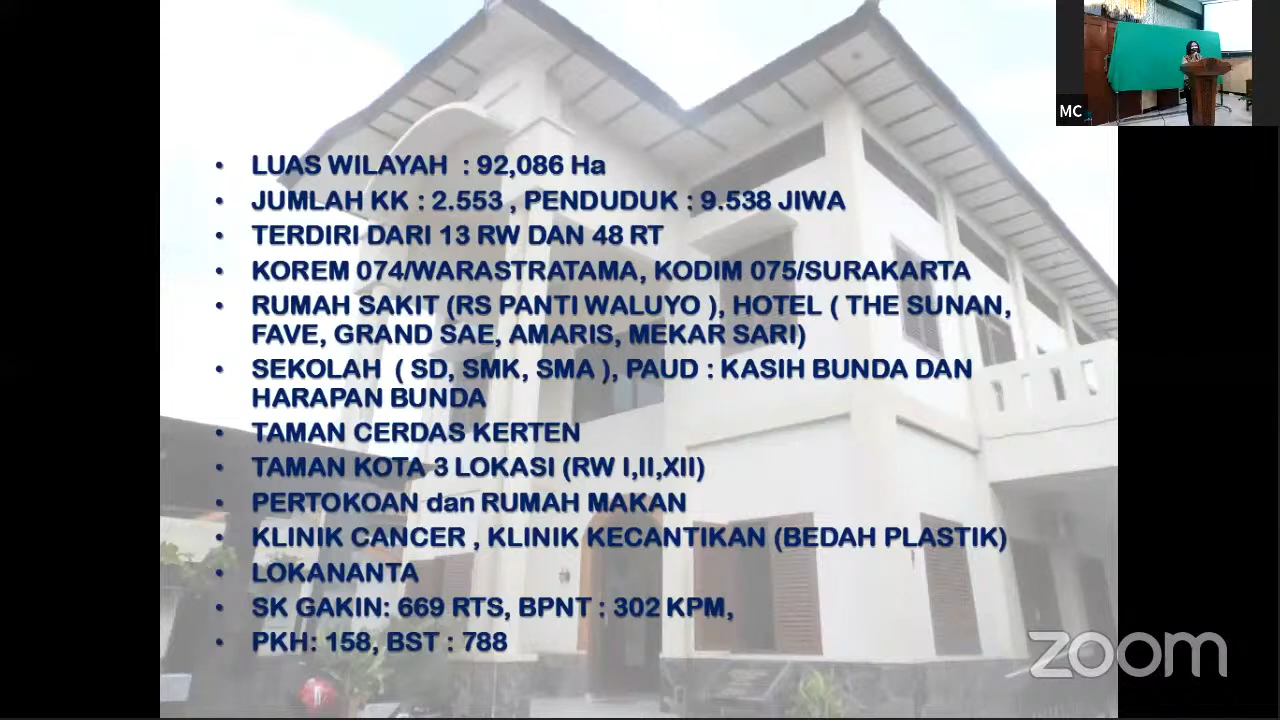 MC
• LUAS WILAYAH : 92,086 Ha
• JUMLAH KK : 2.553 , PENDUDUK : 9.538 JIWA
• TERDIRI DARI 13 RW DAN 48 RT
• KOREM 074/WARASTRATAMA, KODIM 075/SURAKARTA
• RUMAH SAKIT (RS PANTI WALUYO ), HOTEL ( THE SUNAN,
FAVE, GRAND SAE, AMARIS, MEKAR SARI)
• SEKOLAH ( SD, SMK, SMA ), PAUD : KASIH BUNDA DAN
HARAPAN BUNDA
• TAMAN CERDAS KERTEN
• TAMAN KOTA 3 LOKASI (RW I,II,XII)
• PERTOKOAN dan RUMAH MAKAN
• KLINIK CANCER , KLINIK KECANTIKAN (BEDAH PLASTIK)
• LOKANANTA
• SK GAKIN: 669 RTS, BPNT : 302 KPM,
• PKH: 158, BST : 788
zoom